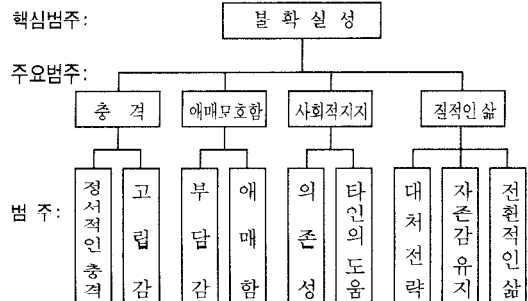 핵심범주: 불확실성
주요범주:
충격 애매모호함 사회적지지 질적인 삶
범 주: 정서적인 충격 고립감 부담감 애매함 의존성 타인의 도움 대처전략 자존감 유지 전환적인 삶